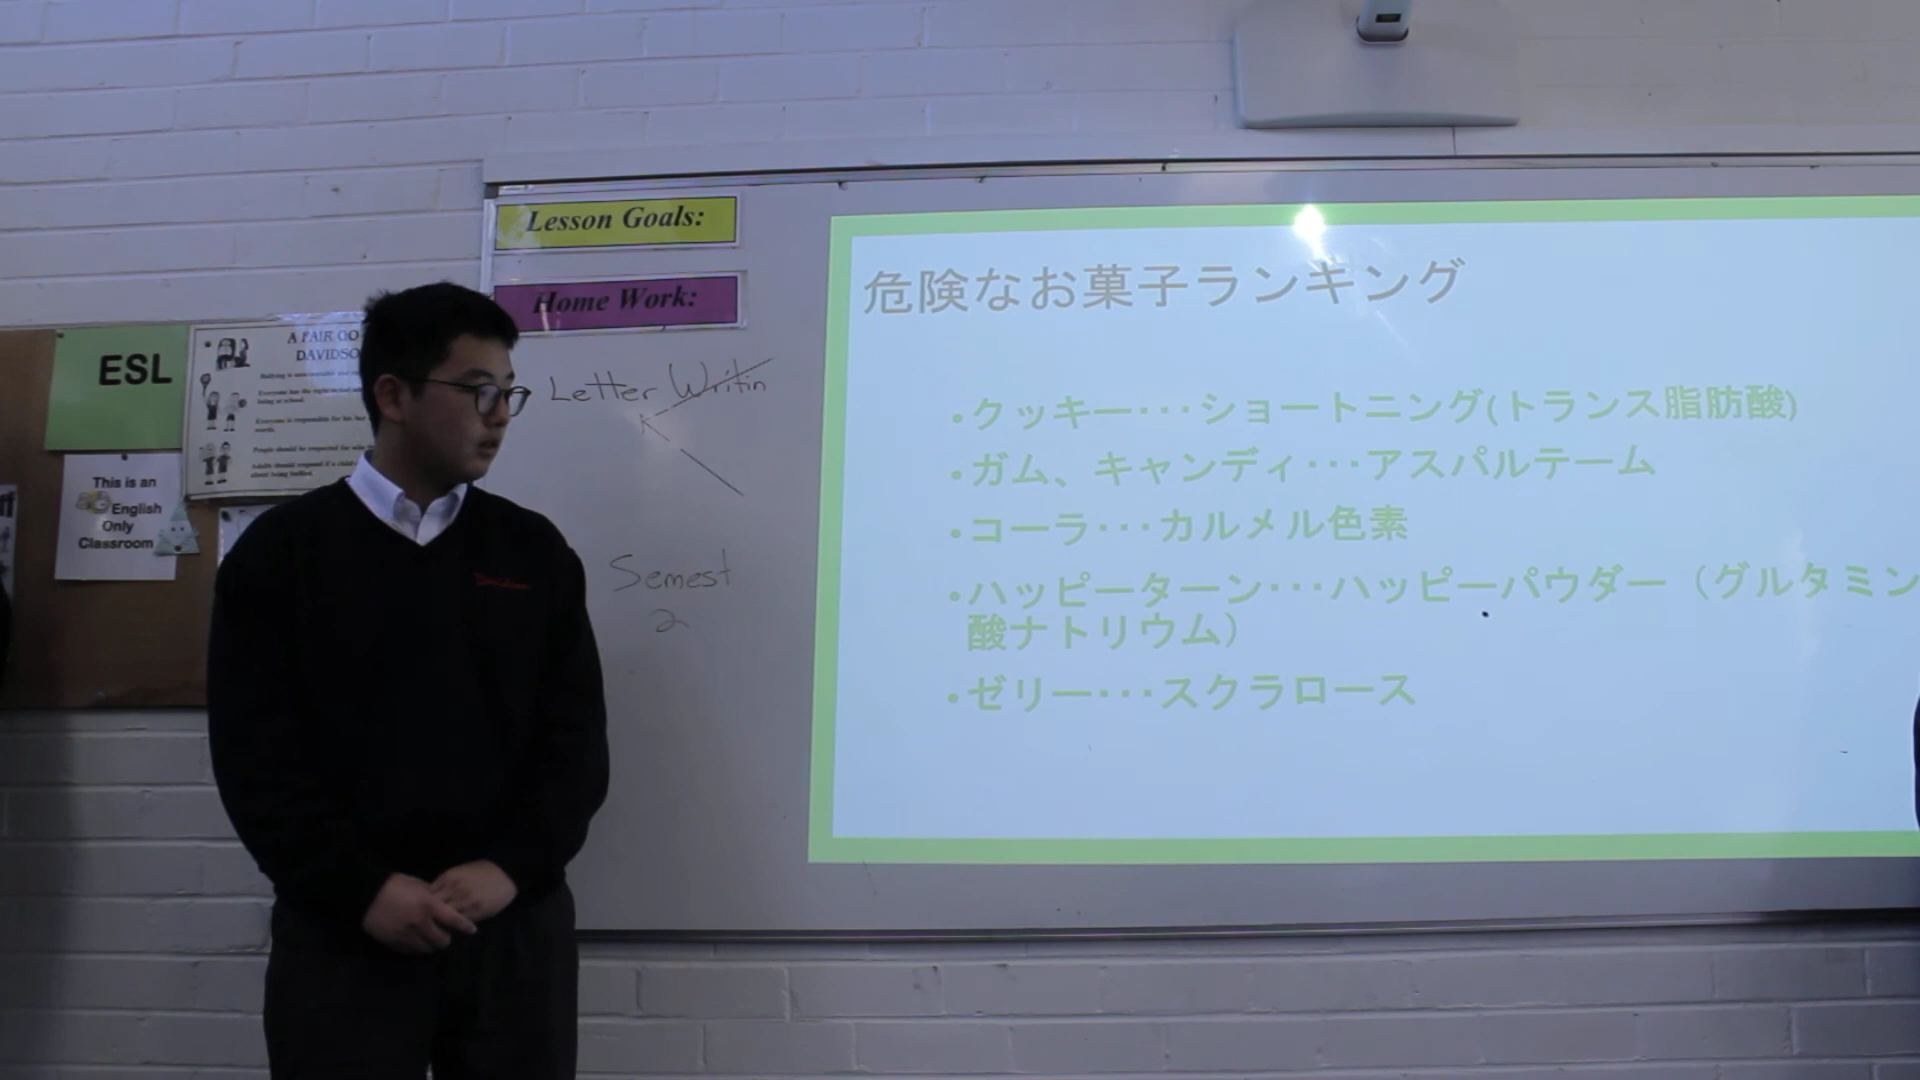 Lesson Goals:
Home Work:
Letter Writin
Semest
2
ESL
A FAIR GO
DAVIDSO
This is an
English
Only
Classroom
危険なお菓子ランキング
•クッキー･･･ショートニング(トランス脂肪酸)
•ガム、キャンディ･･･アスパルテーム
•コーラ･･･カルメル色素
•ハッピーターン･･･ハッピーパウダー（グルタミン
酸ナトリウム）
•ゼリー･･･スクラロース